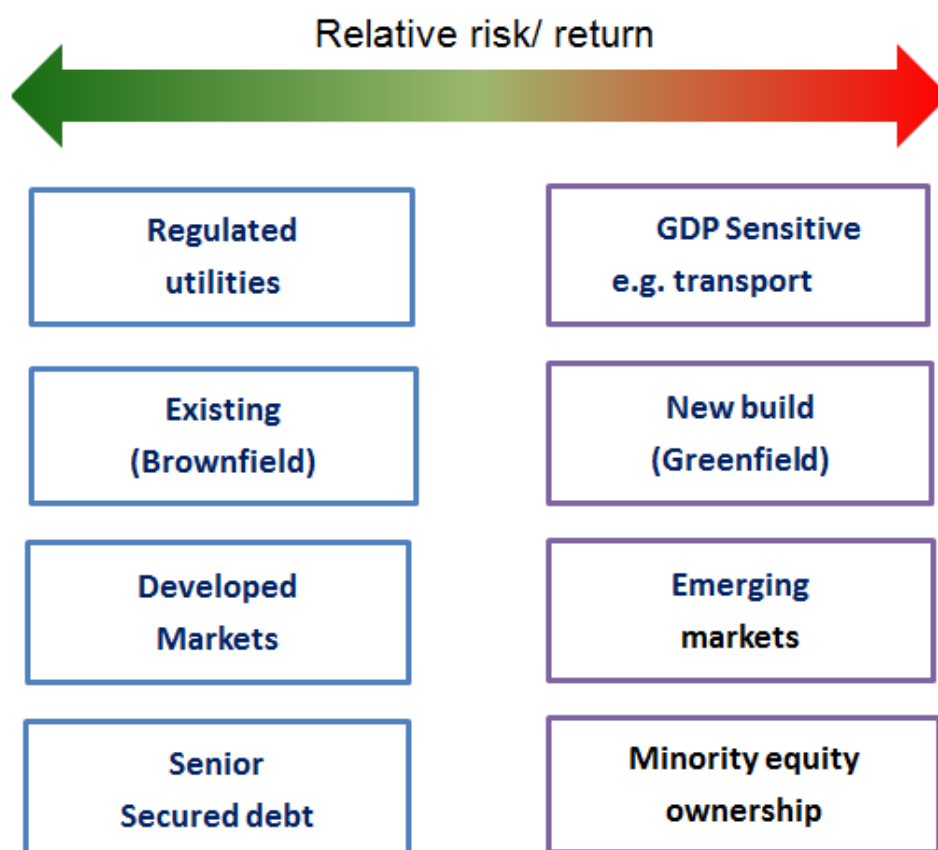 Relative risk/ return
Regulated
utilities
GDP Sensitive
e.g. transport
Existing
(Brownfield)
New build
(Greenfield)
Developed
Markets
Emerging
markets
Senior
Secured debt
Minority equity
ownership